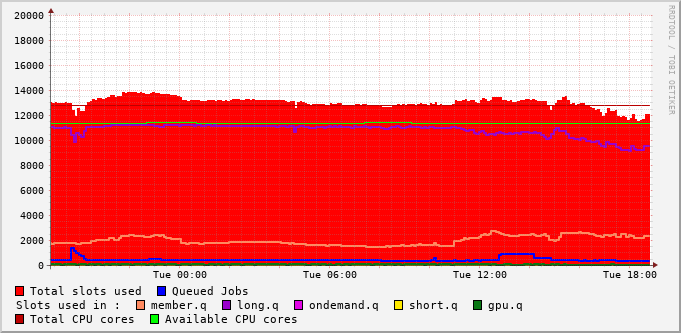 20000
18000
16000
14000
12000
10000
8000
6000
4000
2000
0
Tue 00:00 Tue 06:00 Tue 12:00 Tue 18:00
Total slots used Queued Jobs
Slots used in : member.q long.q ondemand.q short.q gpu.q
Total CPU cores Available CPU cores
RRDTOOL / TOBI OETIKER